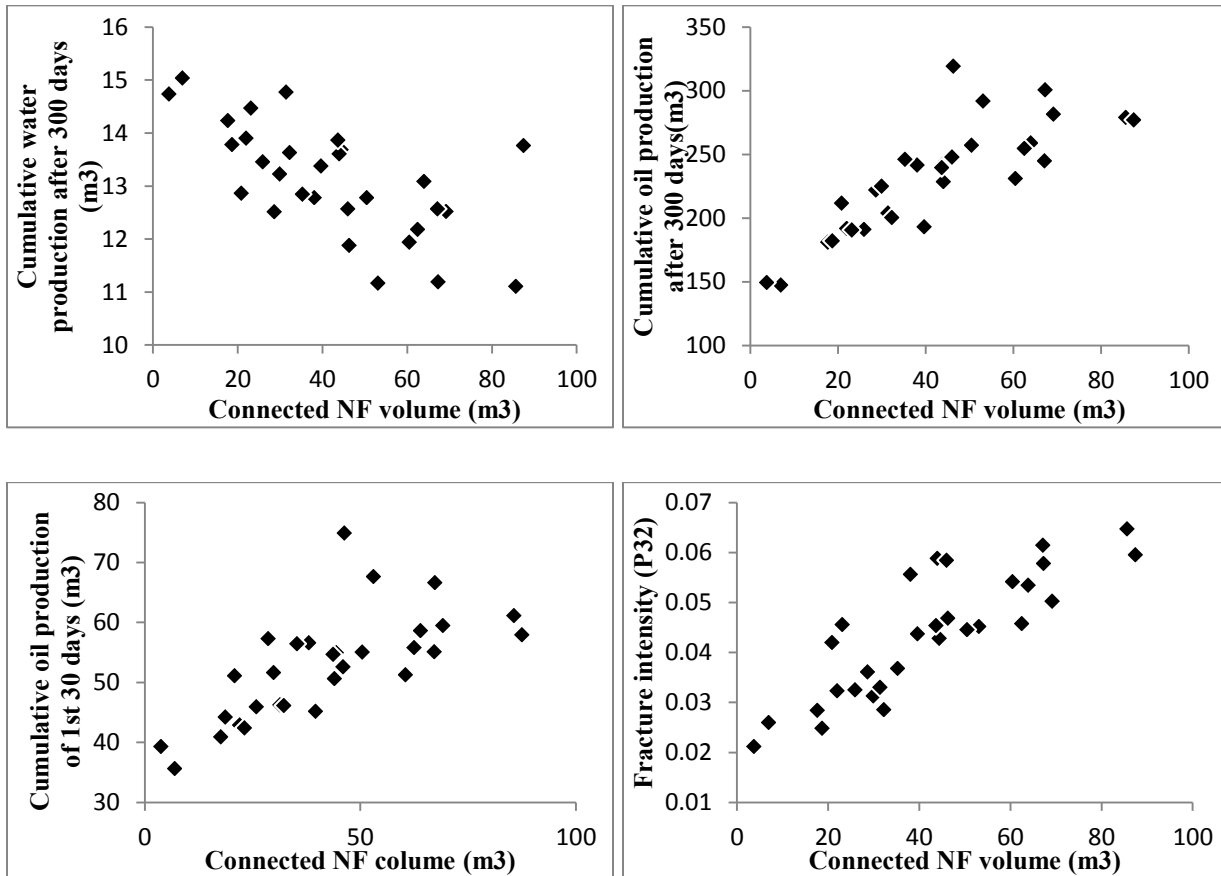 Cumulative water
production after 300 days
(m3)
16
15
14
13
12
11
10
0 20 40 60 80 100
Connected NF volume (m3)
Cumulative oil production
after 300 days(m3)
350
300
250
200
150
100
0 20 40 60 80 100
Connected NF volume (m3)
Cumulative oil production
of 1st 30 days (m3)
80
70
60
50
40
30
0 50 100
Connected NF colume (m3)
Fracture intensity (P32)
0.07
0.06
0.05
0.04
0.03
0.02
0.01
0 20 40 60 80 100
Connected NF volume (m3)